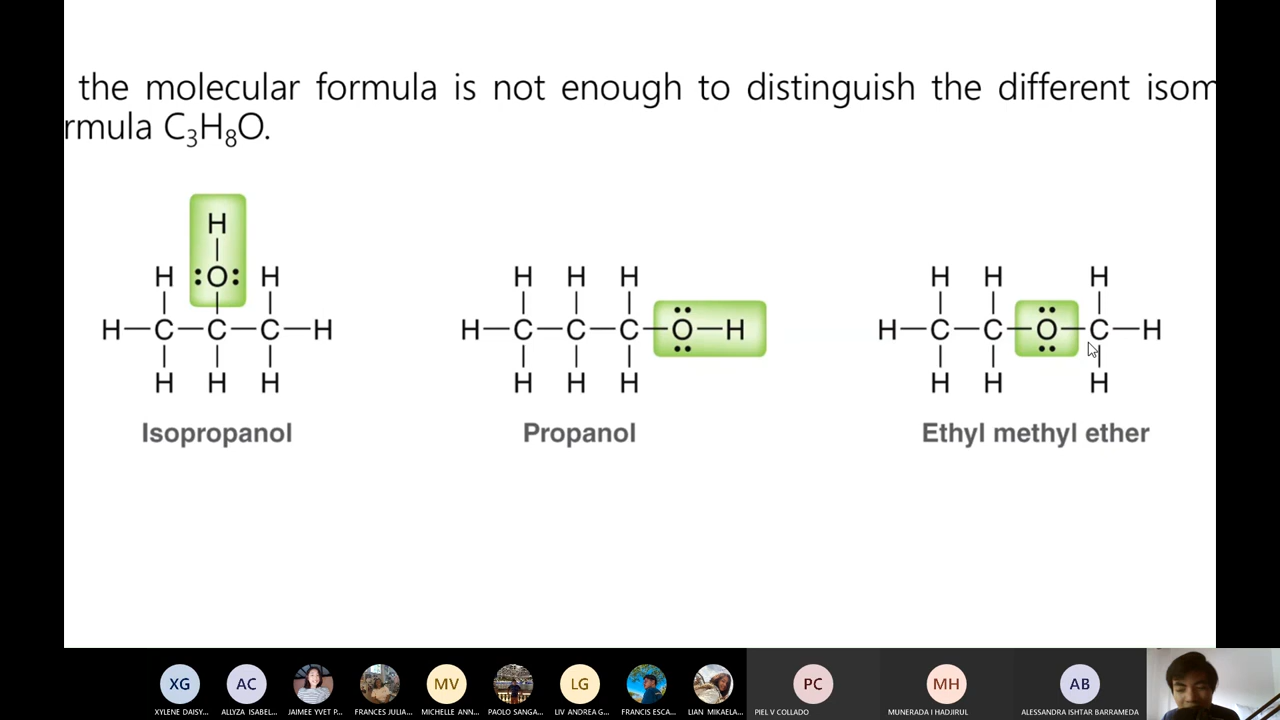 the molecular formula is not enough to distinguish the different isom
rmula C₃H₈O.
H
H :O: H H H H H H H
H—C—C—C—H H—C—C—C—O—H H—C—C—O—C—H
H H H H H H H H H
Isopropanol Propanol Ethyl methyl ether
XG AC MV LG PC MH AB
XYLENE DAISY... ALLYZA ISABEL... JAIMEE YVET P... FRANCES JULIA... MICHELLE ANN... PAOLO SANGA... LIV ANDREA G... FRANCIS ESCA... LIAN MIKAELA... PIEL V COLLADO MUNERADA I HADJIRUL ALESSANDRA ISHTAR BARRAMEDA